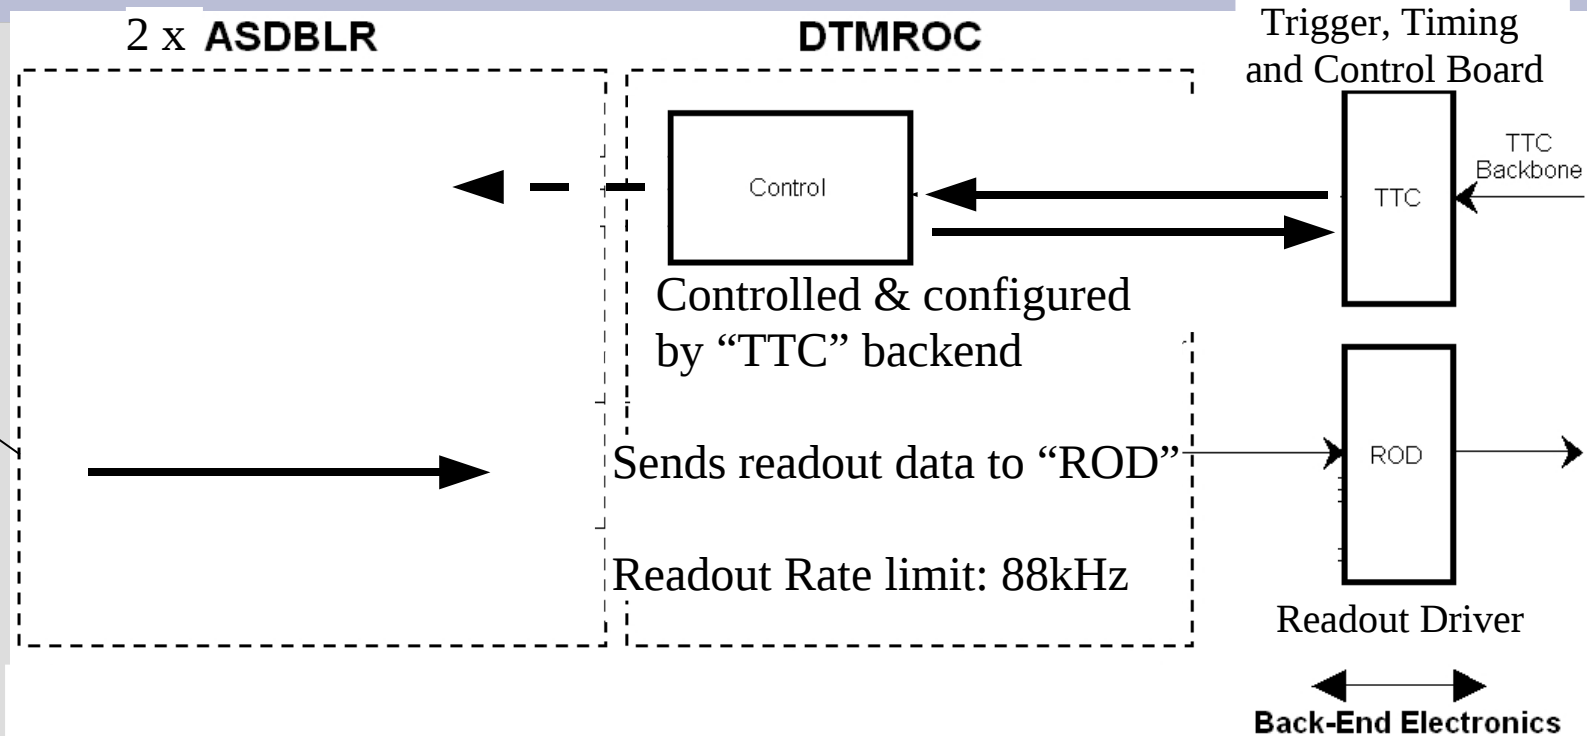 2 x ASDBLR
DTMROC
Trigger, Timing
and Control Board
Control
TTC
TTC
Backbone
Controlled & configured
by “TTC” backend
Sends readout data to “ROD”
ROD
Readout Rate limit: 88kHz
Readout Driver
Back-End Electronics